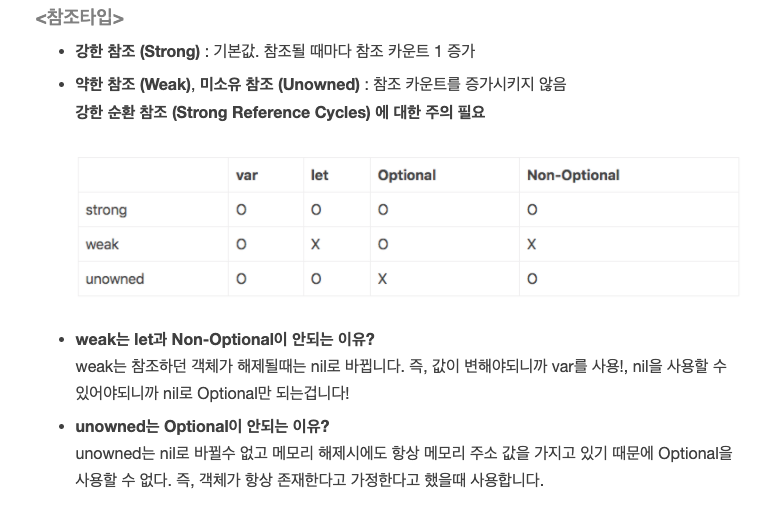 <참조타입>
• 강한 참조 (Strong) : 기본값. 참조될 때마다 참조 카운트 1 증가
• 약한 참조 (Weak), 미소유 참조 (Unowned) : 참조 카운트를 증가시키지 않음
강한 순환 참조 (Strong Reference Cycles) 에 대한 주의 필요
var let Optional Non-Optional
strong O O O O
weak O X O X
unowned O O X O
• weak는 let과 Non-Optional이 안되는 이유?
weak는 참조하던 객체가 해제될때는 nil로 바뀝니다. 즉, 값이 변해야되니까 var를 사용!, nil을 사용할 수
있어야되니까 nil로 Optional만 되는겁니다!
• unowned는 Optional이 안되는 이유?
unowned는 nil로 바뀔수 없고 메모리 해제시에도 항상 메모리 주소 값을 가지고 있기 때문에 Optional을
사용할 수 없다. 즉, 객체가 항상 존재한다고 가정한다고 했을때 사용합니다.